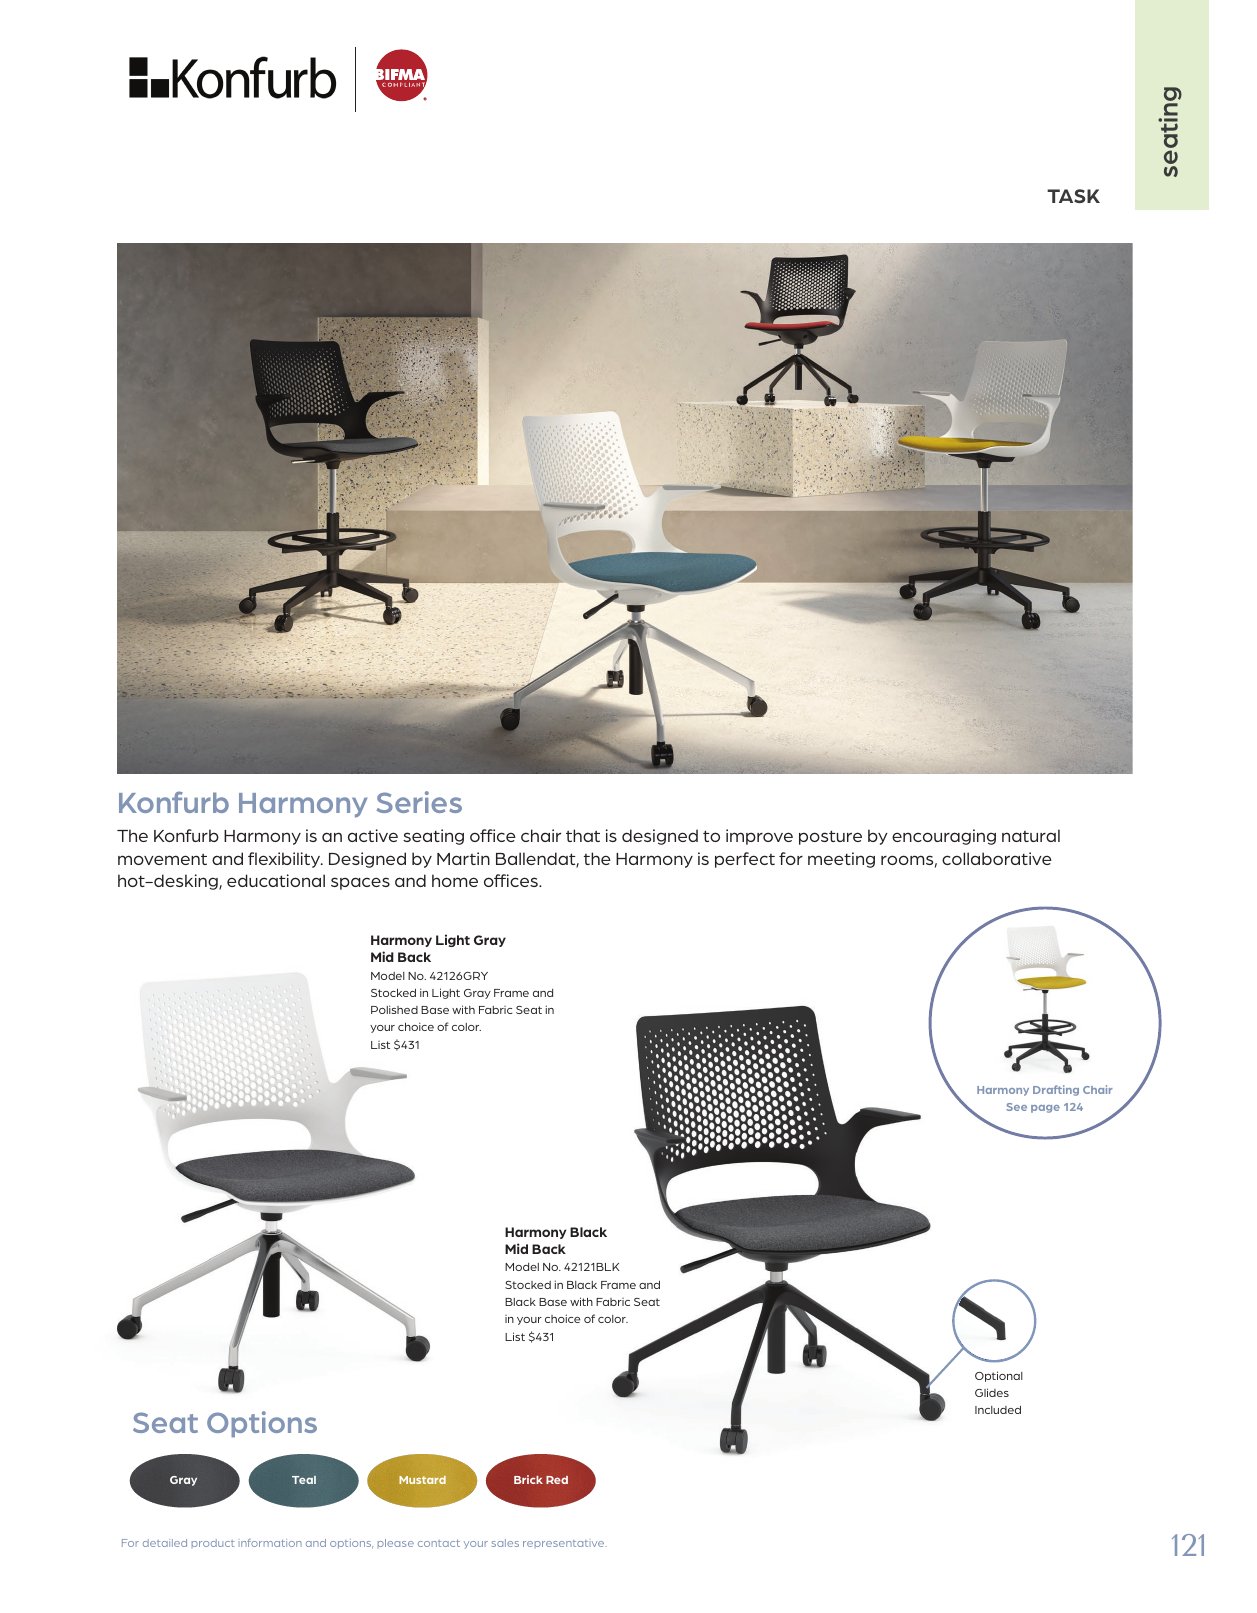 Konfurb
BIFMA
COMPLIANT
seating
TASK
Konfurb Harmony Series
The Konfurb Harmony is an active seating office chair that is designed to improve posture by encouraging natural
movement and flexibility. Designed by Martin Ballendat, the Harmony is perfect for meeting rooms, collaborative
hot-desking, educational spaces and home offices.
Harmony Light Gray
Mid Back
Model No. 42126GRY
Stocked in Light Gray Frame and
Polished Base with Fabric Seat in
your choice of color.
List $431
Harmony Drafting Chair
See page 124
Harmony Black
Mid Back
Model No. 42121BLK
Stocked in Black Frame and
Black Base with Fabric Seat
in your choice of color.
List $431
Optional
Glides
Included
Seat Options
Gray
Teal
Mustard
Brick Red
For detailed product information and options, please contact your sales representative.
121